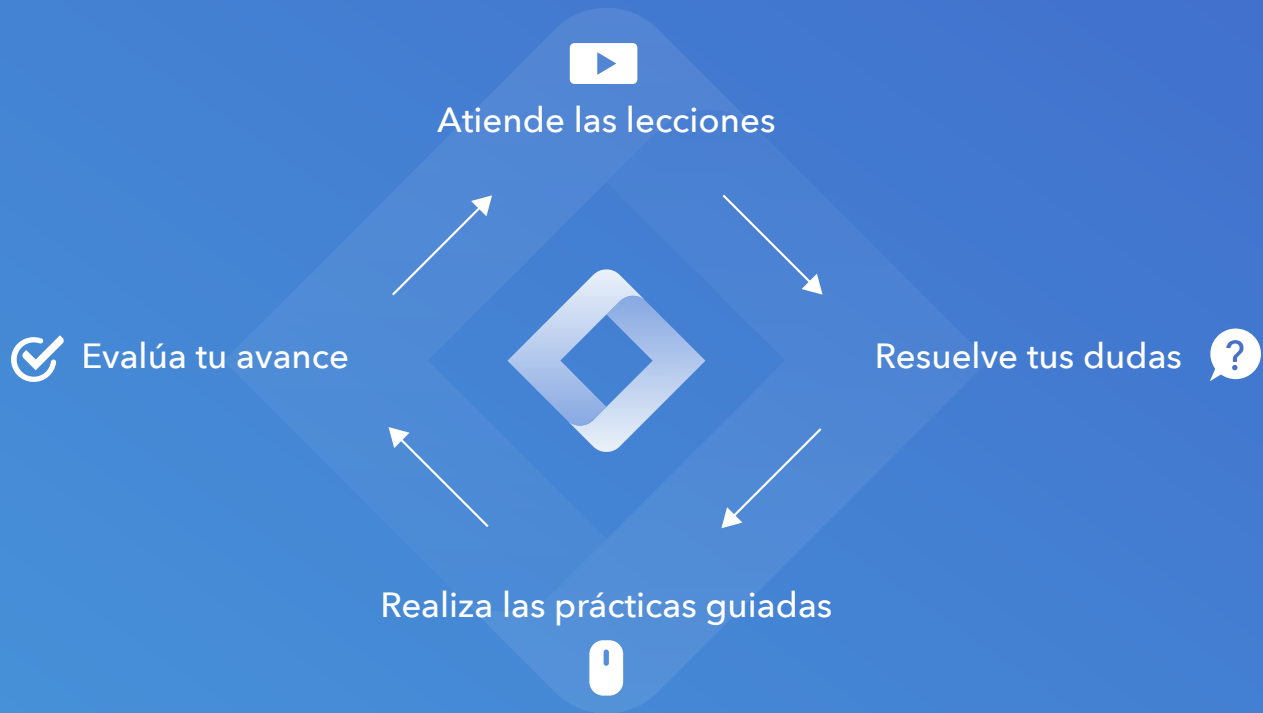 Atiende las lecciones
Evalúa tu avance
Resuelve tus dudas
?
Realiza las prácticas guiadas